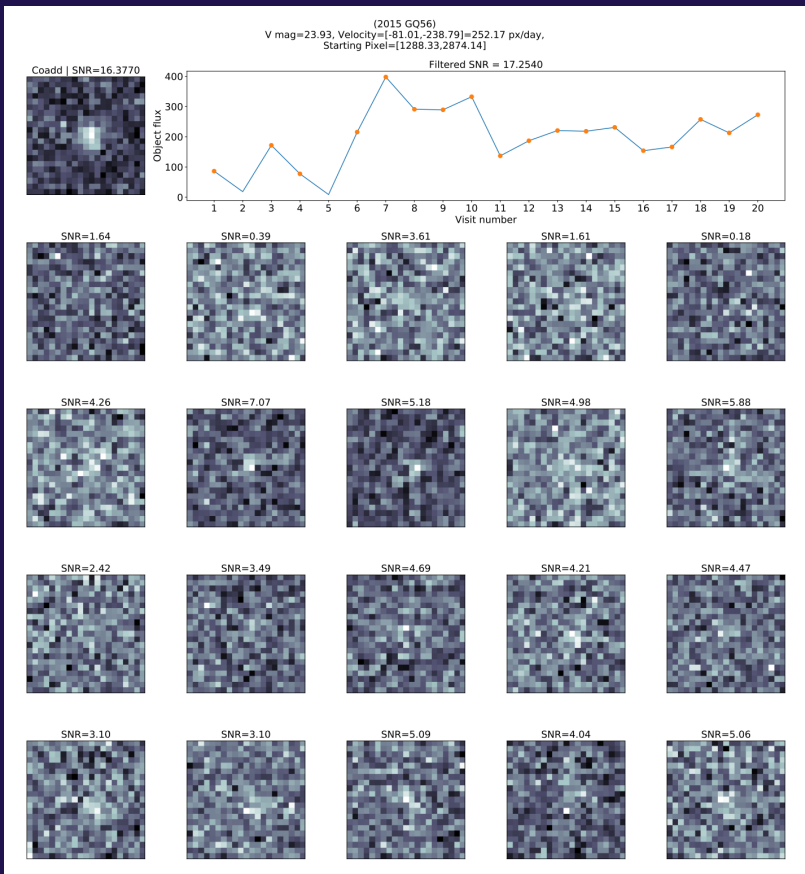 (2015 GQ56)
V mag=23.93, Velocity=[-81.01,-238.79]=252.17 px/day,
Starting Pixel=[1288.33,2874.14]
Coadd | SNR=16.3770
Filtered SNR = 17.2540
Object flux
400
300
200
100
0
1 2 3 4 5 6 7 8 9 10 11 12 13 14 15 16 17 18 19 20
Visit number
SNR=1.64 SNR=0.39 SNR=3.61 SNR=1.61 SNR=0.18
SNR=4.26 SNR=7.07 SNR=5.18 SNR=4.98 SNR=5.88
SNR=2.42 SNR=3.49 SNR=4.69 SNR=4.21 SNR=4.47
SNR=3.10 SNR=3.10 SNR=5.09 SNR=4.04 SNR=5.06